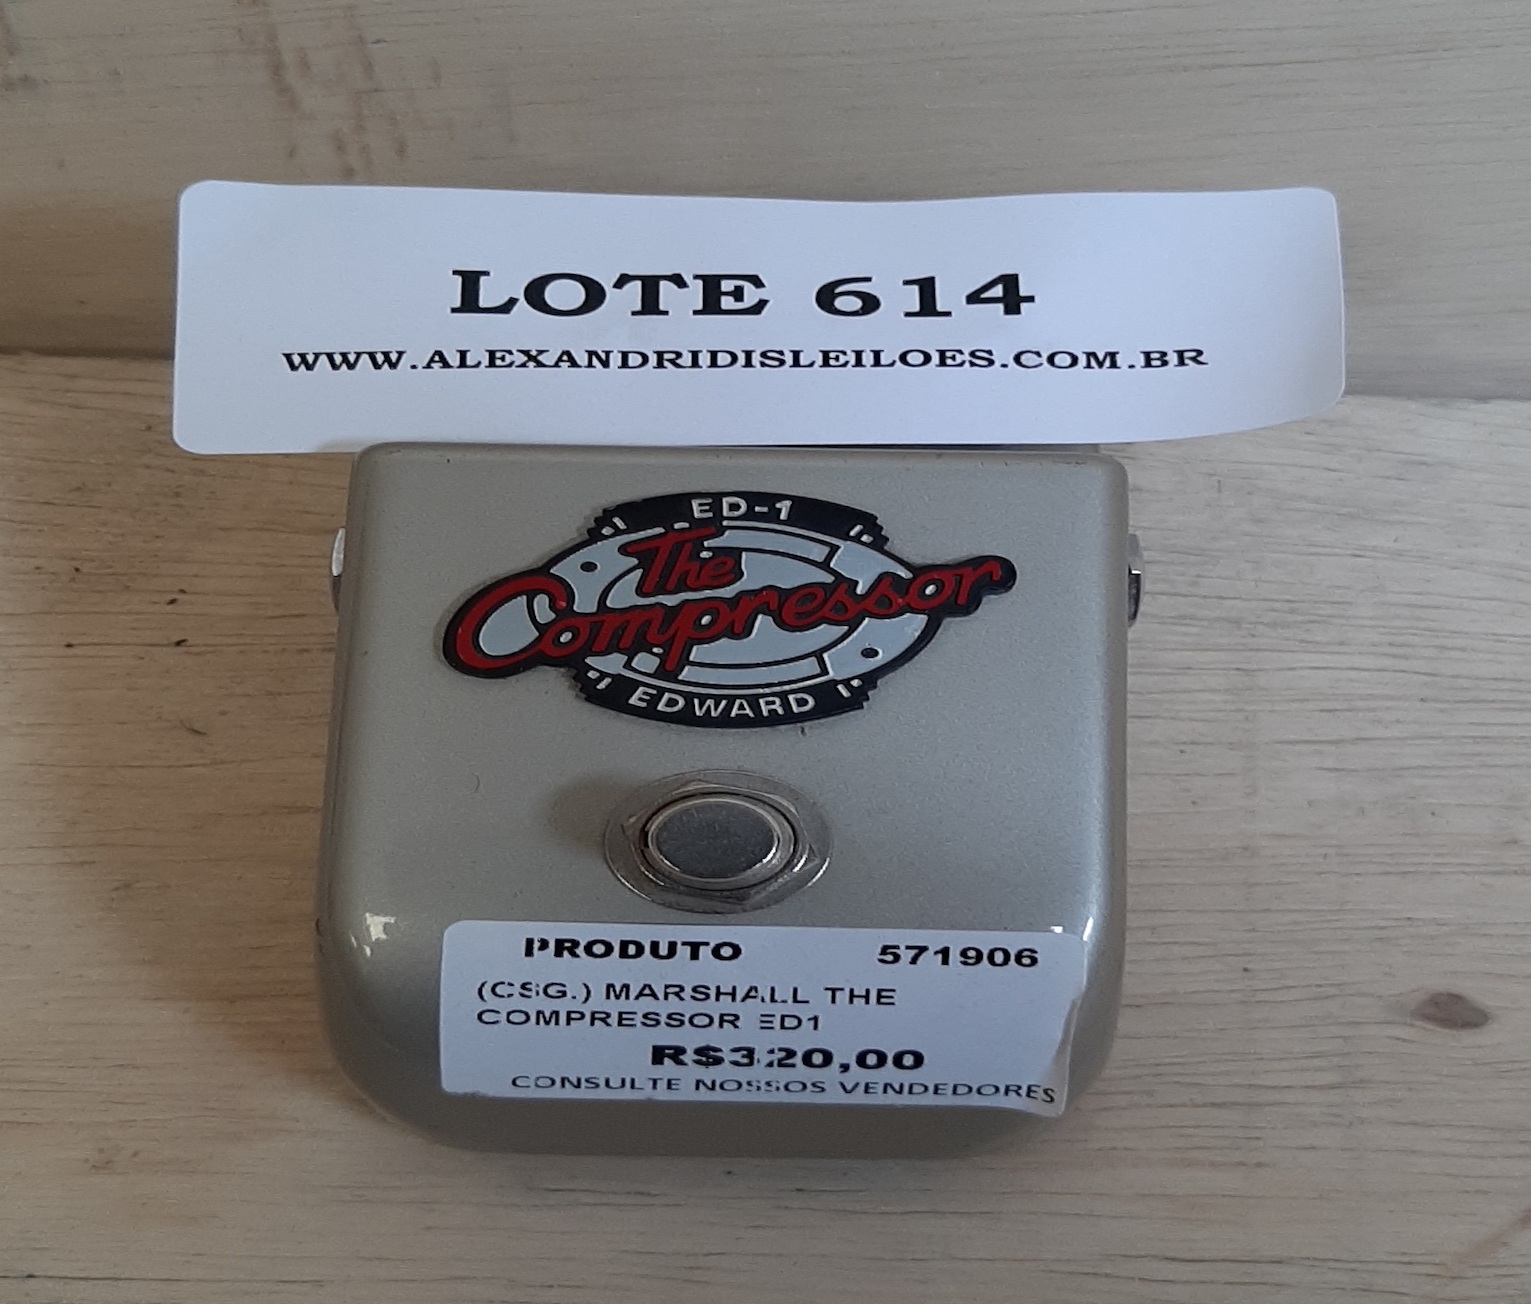 LOTE 614
WWW.ALEXANDRIDISLEILOES.COM.BR
ED-1
The
Compressor
EDWARD
PRODUTO 571906
(CSG.) MARSHALL THE
COMPRESSOR ED1
R$320,00
CONSULTE NOSSOS VENDEDORES